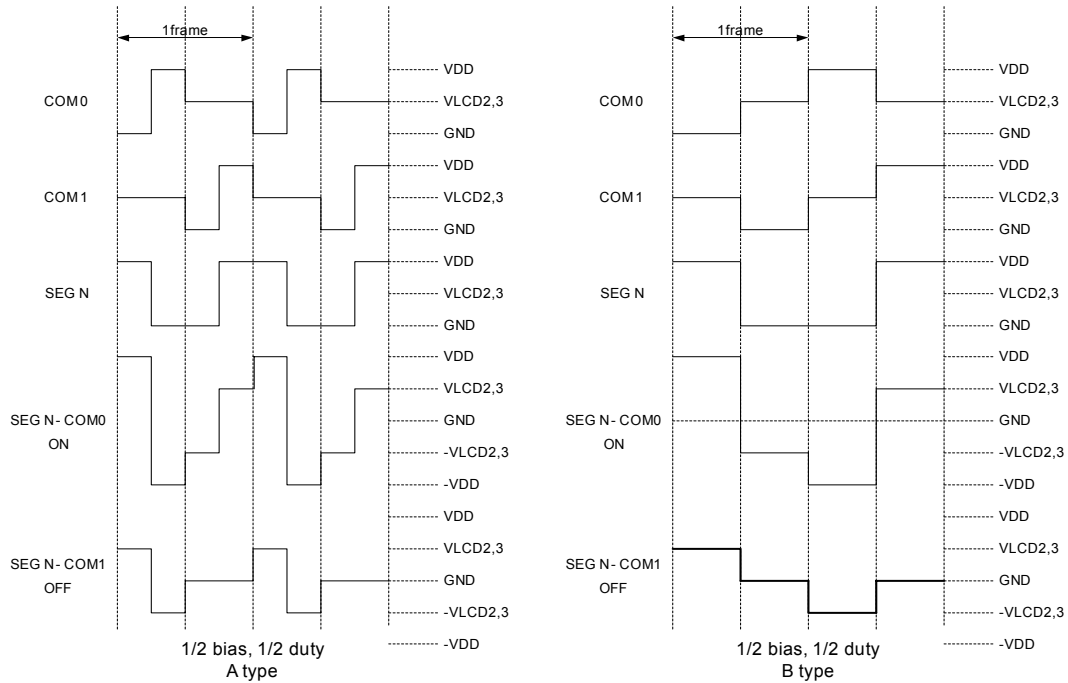 1frame
COM0
VDD
VLCD2,3
GND
COM1
VDD
VLCD2,3
GND
SEG N
VDD
VLCD2,3
GND
SEG N- COM0
ON
VDD
VLCD2,3
GND
-VLCD2,3
-VDD
SEG N- COM1
OFF
VDD
VLCD2,3
GND
-VLCD2,3
-VDD
1/2 bias, 1/2 duty
A type
1frame
COM0
VDD
VLCD2,3
GND
COM1
VDD
VLCD2,3
GND
SEG N
VDD
VLCD2,3
GND
SEG N- COM0
ON
VDD
VLCD2,3
GND
-VLCD2,3
-VDD
SEG N- COM1
OFF
VDD
VLCD2,3
GND
-VLCD2,3
-VDD
1/2 bias, 1/2 duty
B type